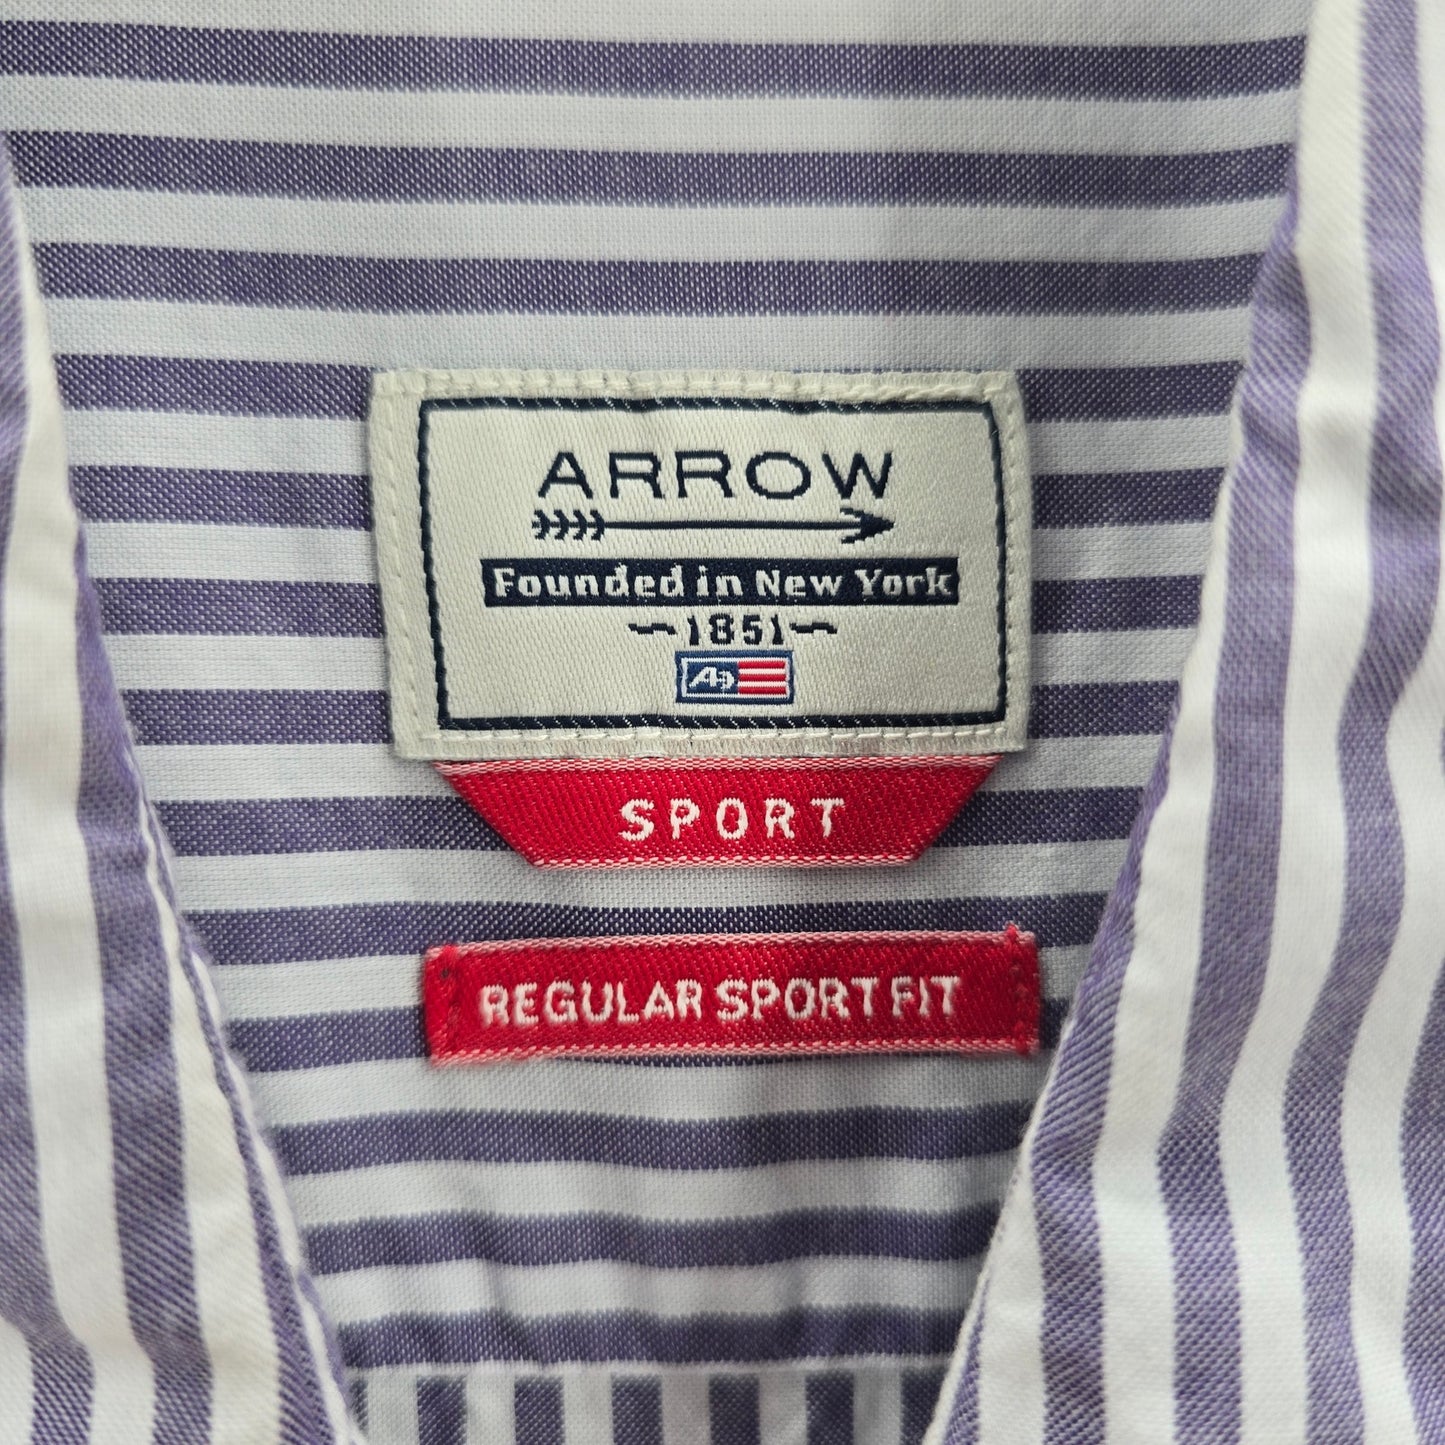 ARROW
Founded in New York
~1851~
A
SPORT
REGULAR SPORT FIT